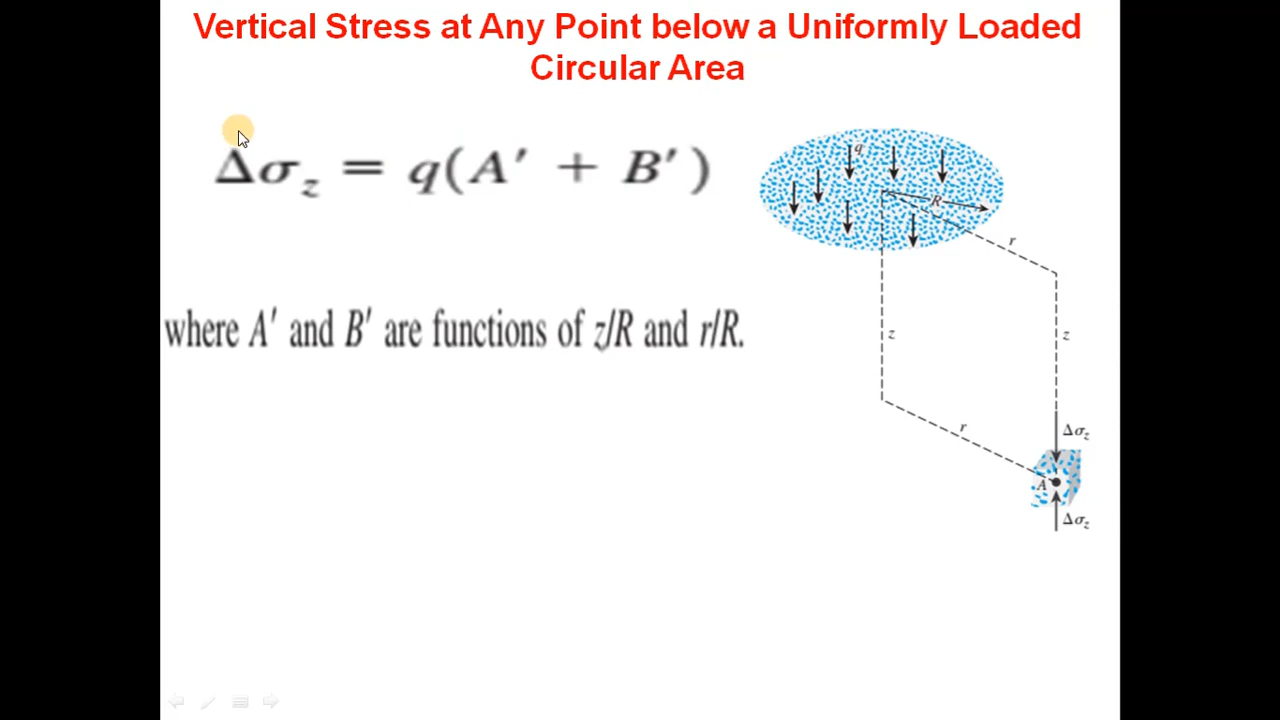 Vertical Stress at Any Point below a Uniformly Loaded
Circular Area
Δσz = q(A′ + B′)
where A′ and B′ are functions of z/R and r/R.
q
R
r
z
z
r
Δσz
A
Δσz